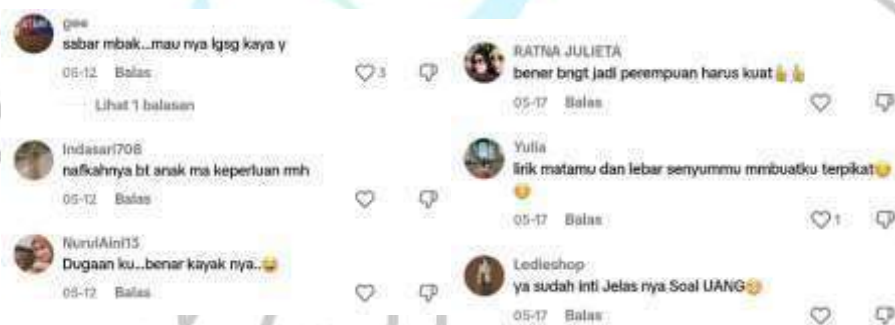 gee
sabar mbak...mau nya lgsg kaya y
05-12 Balas
3
Lihat 1 balasan
Indasari708
nafkahnya bt anak ma keperluan rmh
05-12 Balas
NurulAini13
Dugaan ku...benar kayak nya..😂
05-12 Balas
RATNA JULIETA
bener bngt jadi perempuan harus kuat👍👍
05-17 Balas
Yulia
lirik matamu dan lebar senyummu mmbuatku terpikat😊
😊
05-17 Balas
1
Ledieshop
ya sudah inti Jelas nya Soal UANG😊
05-17 Balas